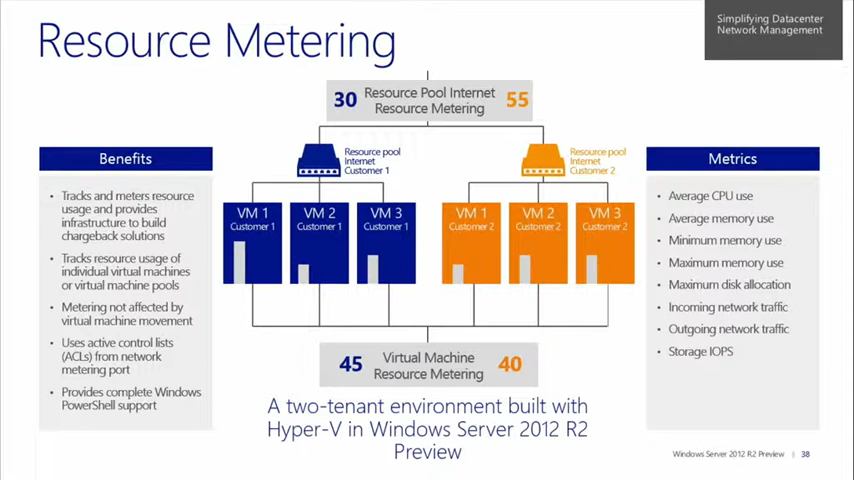 Resource Metering
Simplifying Datacenter
Network Management
30 Resource Pool Internet 55
Resource Metering
Benefits
Tracks and meters resource
usage and provides
infrastructure to build
chargeback solutions
Tracks resource usage of
individual virtual machines
or virtual machine pools
Metering not affected by
virtual machine movement
Uses active control lists
(ACLs) from network
metering port
Provides complete Windows
PowerShell support
Resource pool
Internet
Customer 1
Resource pool
Internet
Customer 2
VM 1
Customer 1
VM 2
Customer 1
VM 3
Customer 1
VM 1
Customer 2
VM 2
Customer 2
VM 3
Customer 2
45 Virtual Machine 40
Resource Metering
A two-tenant environment built with
Hyper-V in Windows Server 2012 R2
Preview
Metrics
Average CPU use
Average memory use
Minimum memory use
Maximum memory use
Maximum disk allocation
Incoming network traffic
Outgoing network traffic
Storage IOPS
Windows Server 2012 R2 Preview | 38